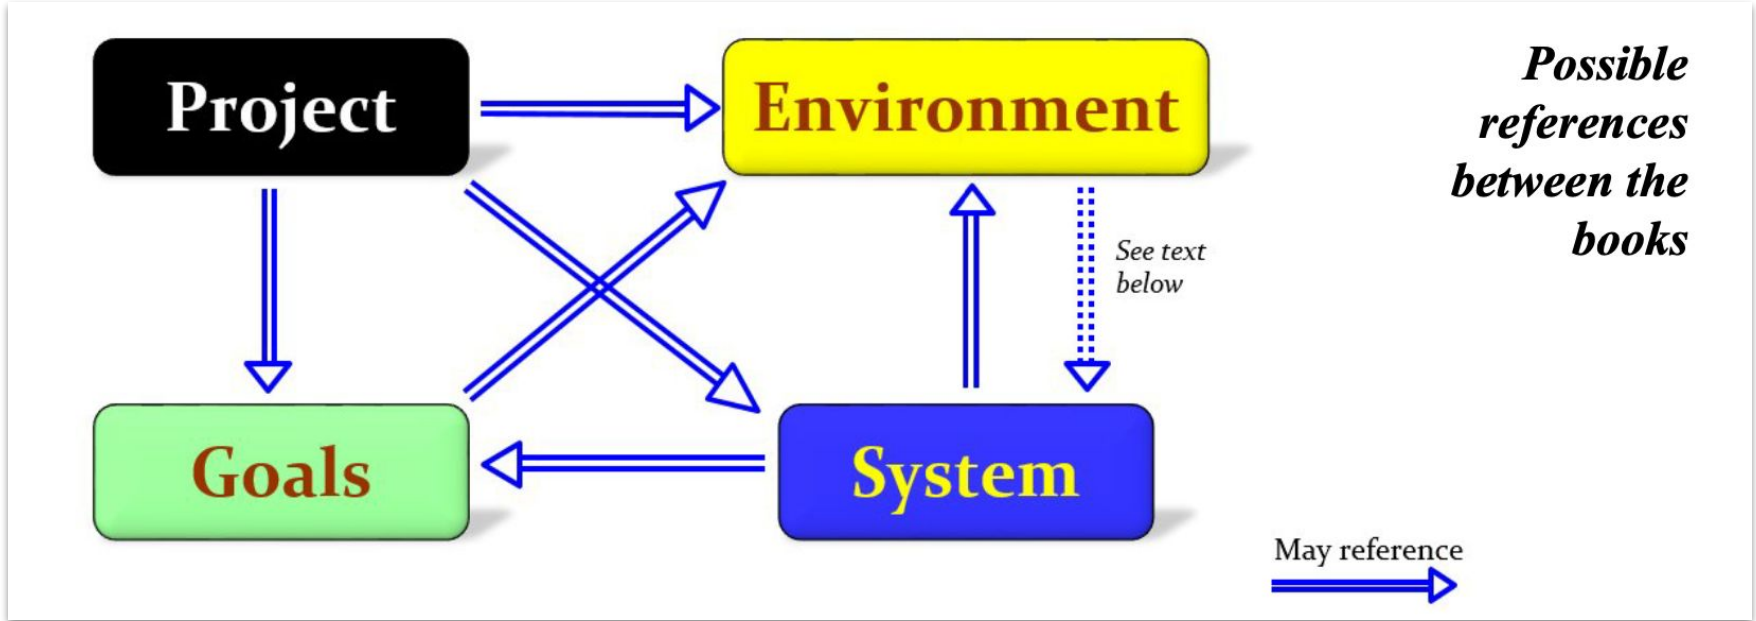 Project
Environment
Possible
references
between the
books
See text
below
Goals
System
May reference